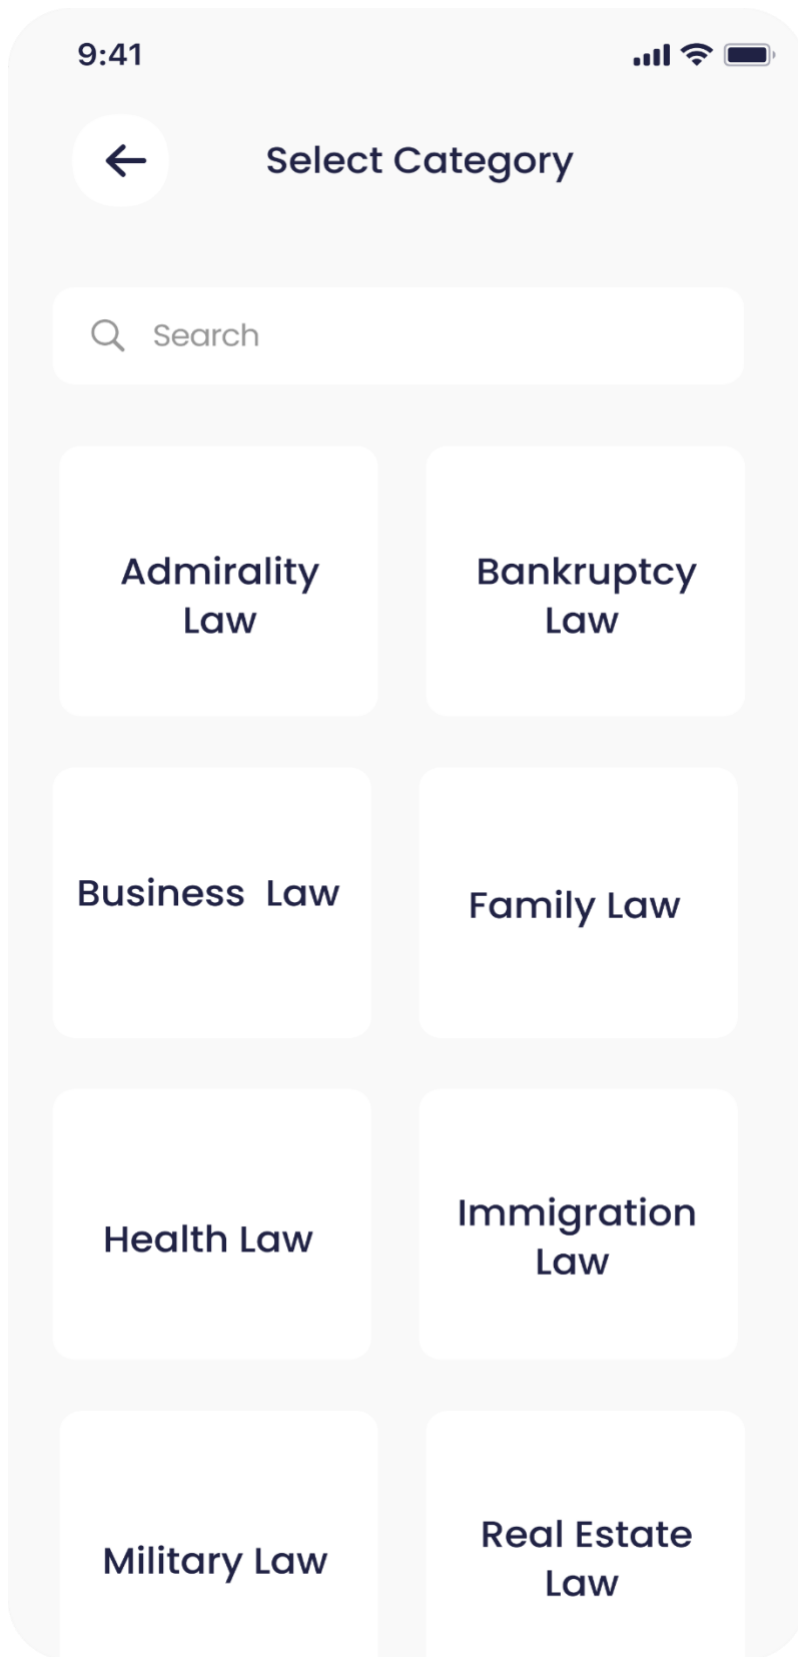 9:41
Select Category
Search
Admirality
Law
Bankruptcy
Law
Business  Law
Family Law
Health Law
Immigration
Law
Military Law
Real Estate
Law